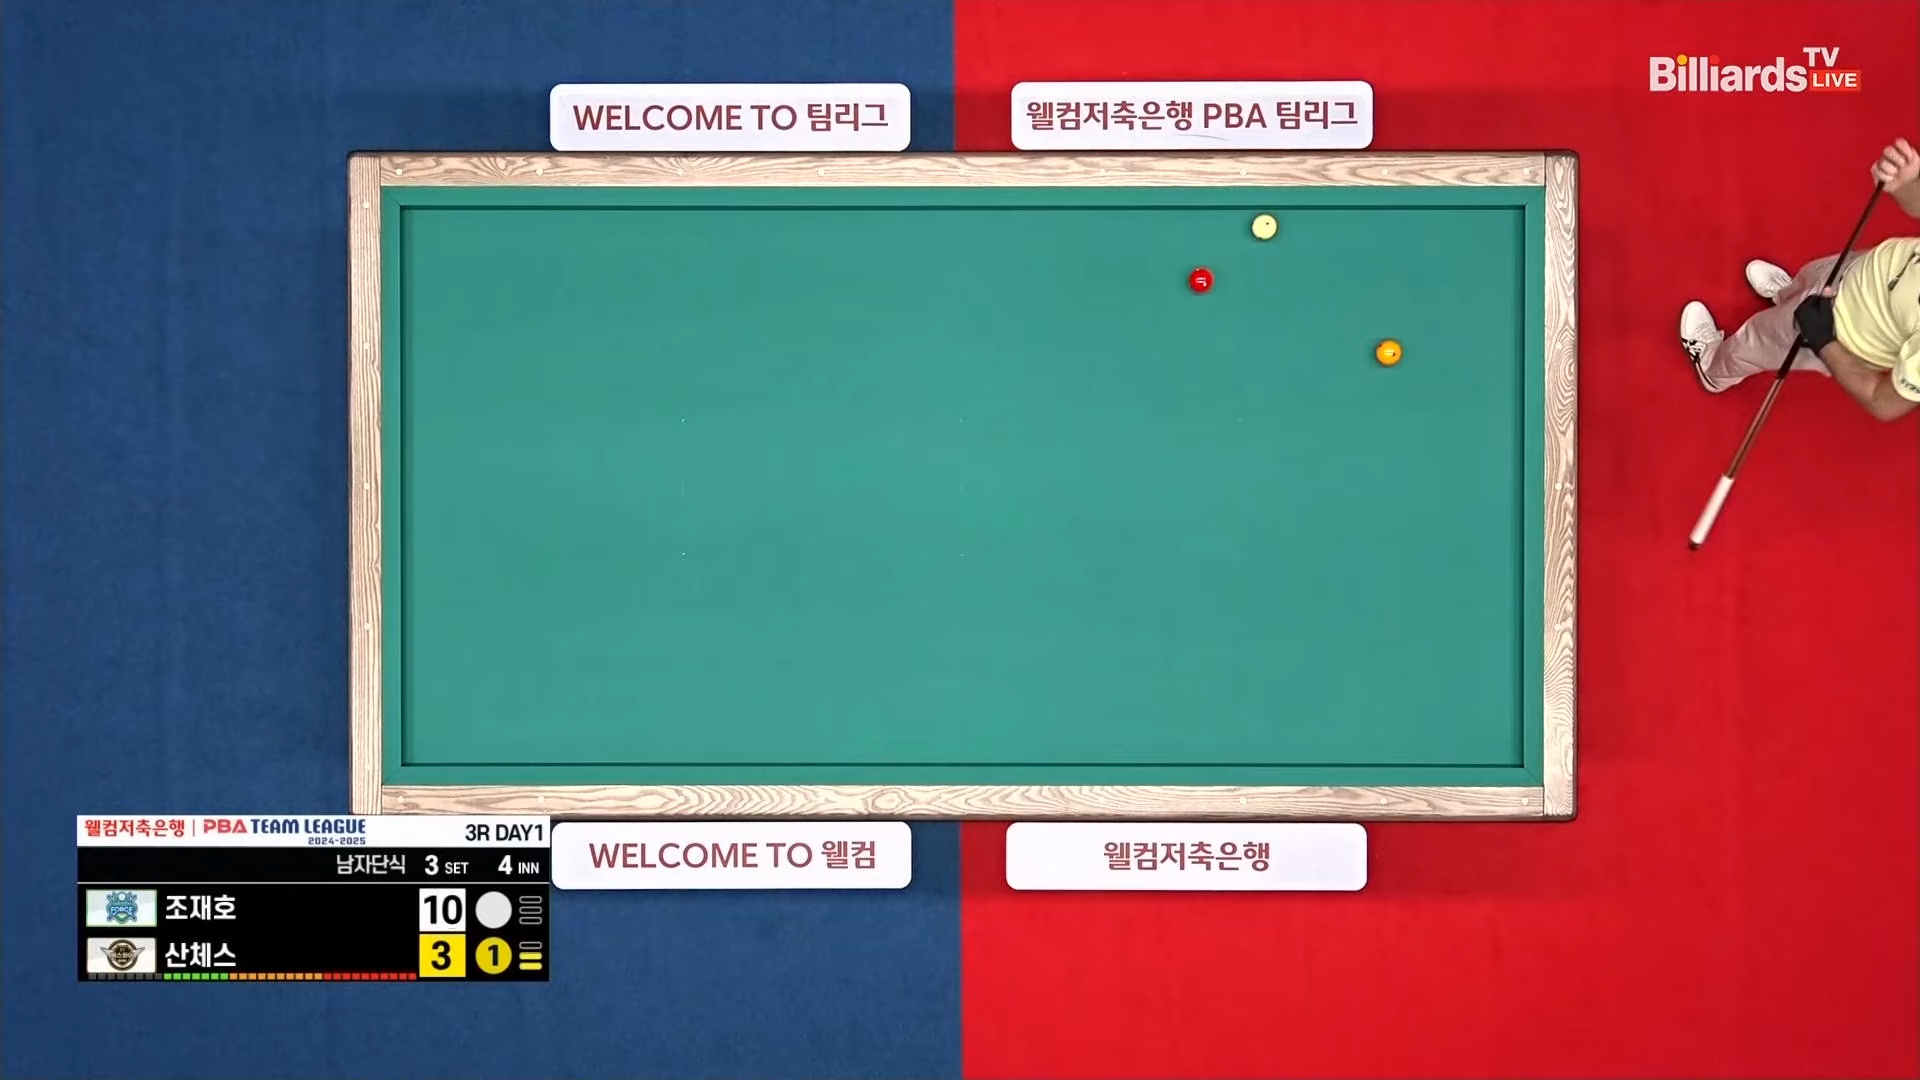 Billiards TV LIVE
WELCOME TO 팀리그
웰컴저축은행 PBA 팀리그
웰컴저축은행 | PBA TEAM LEAGUE
2024-2025
3R DAY1
남자단식 3 SET 4 INN
조재호 10
산체스 3 1
WELCOME TO 웰컴
웰컴저축은행